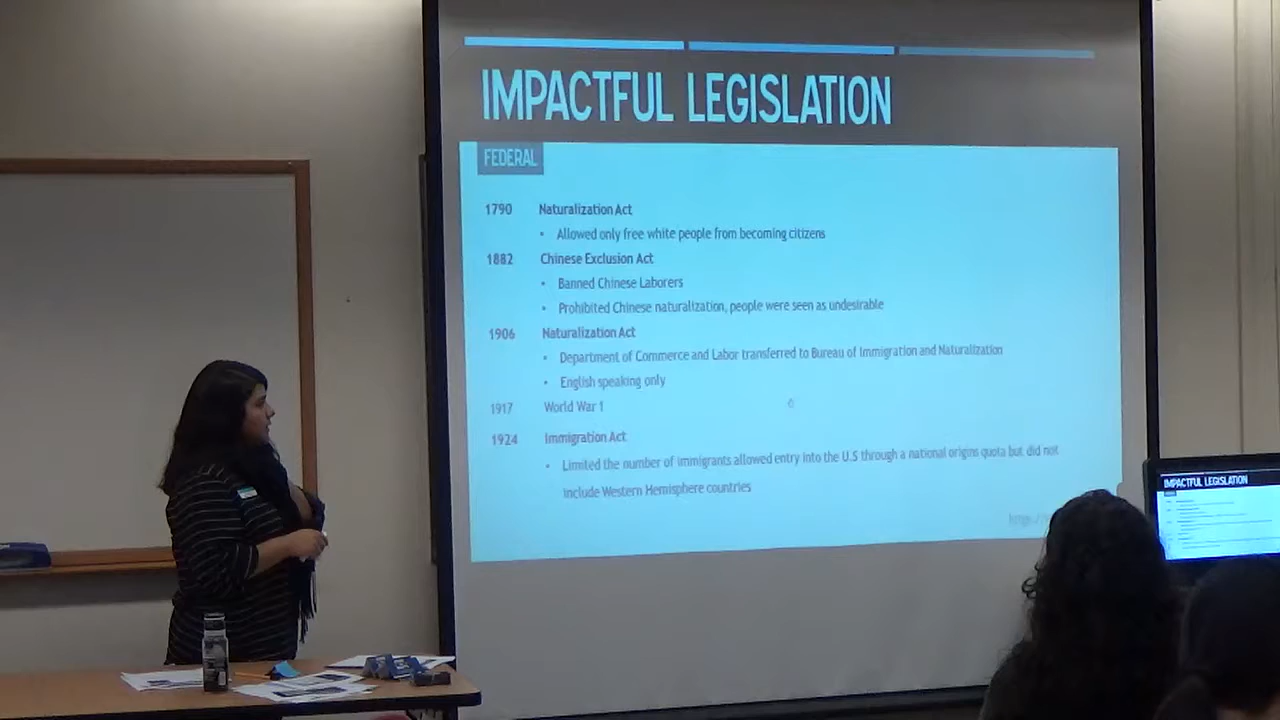 IMPACTFUL LEGISLATION
FEDERAL
1790 Naturalization Act
• Allowed only free white people from becoming citizens
1882 Chinese Exclusion Act
• Banned Chinese Laborers
• Prohibited Chinese naturalization, people were seen as undesirable
1906 Naturalization Act
• Department of Commerce and Labor transferred to Bureau of Immigration and Naturalization
• English speaking only
1917 World War 1
1924 Immigration Act
• Limited the number of immigrants allowed entry into the U.S through a national origins quota but did not
include Western Hemisphere countries
IMPACTFUL LEGISLATION